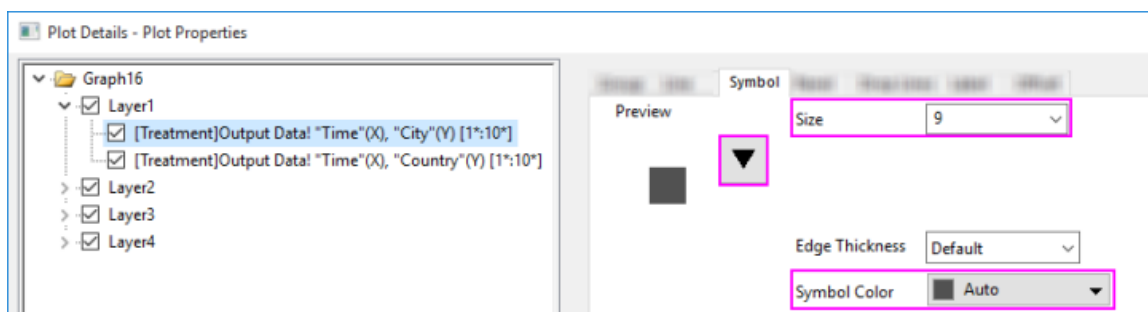 Plot Details - Plot Properties
Graph16
Layer1
[Treatment]Output Data! "Time"(X), "City"(Y) [1*:10*]
[Treatment]Output Data! "Time"(X), "Country"(Y) [1*:10*]
Layer2
Layer3
Layer4
Symbol
Preview
Size 9
Edge Thickness Default
Symbol Color Auto